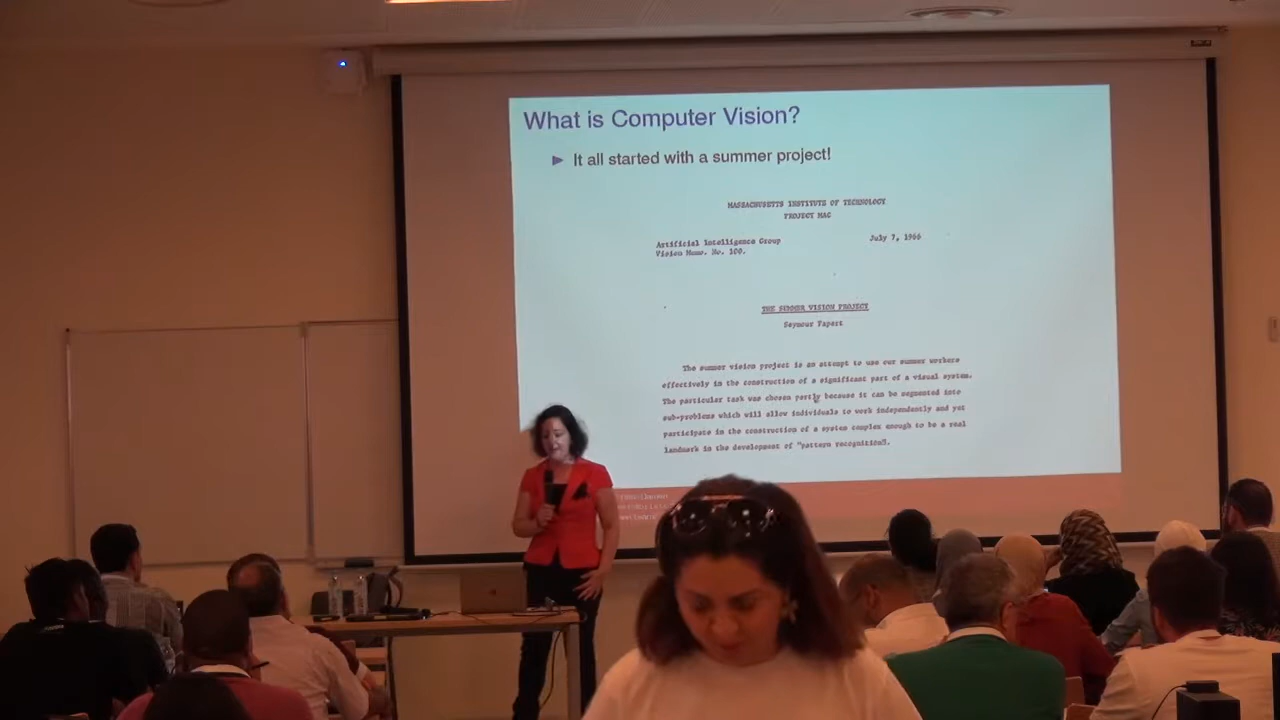 What is Computer Vision?
► It all started with a summer project!
MASSACHUSETTS INSTITUTE OF TECHNOLOGY
PROJECT MAC
Artificial Intelligence Group
July 7, 1966
Vision Memo. No. 100.
THE SUMMER VISION PROJECT
Seymour Papert
The summer vision project is an attempt to use our summer workers
effectively in the construction of a significant part of a visual system.
The particular task was chosen partly because it can be segmented into
sub-problems which will allow individuals to work independently and yet
participate in the construction of a system complex enough to be a real
landmark in the development of "pattern recognition".